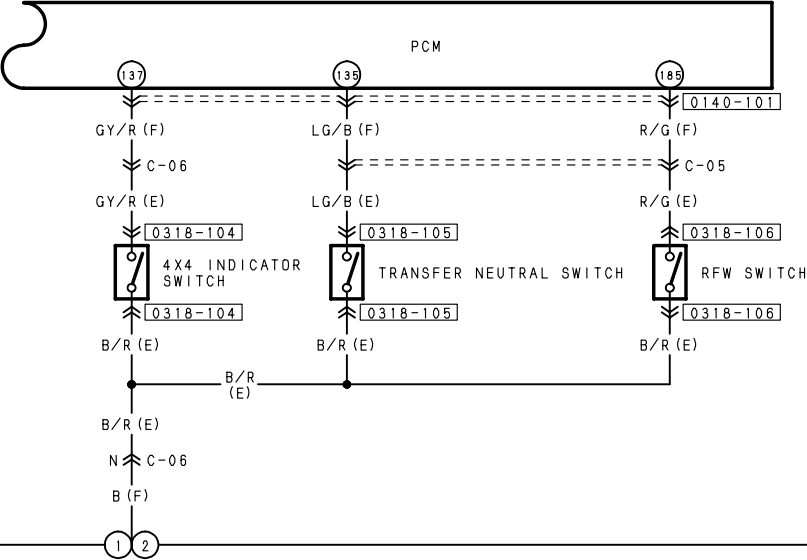 PCM
137 135 185
0140-101
GY/R (F) LG/B (F) R/G (F)
C-06 C-05
GY/R (E) LG/B (E) R/G (E)
0318-104 0318-105 0318-106
4X4 INDICATOR
SWITCH
TRANSFER NEUTRAL SWITCH
RFW SWITCH
0318-104 0318-105 0318-106
B/R (E) B/R (E) B/R (E)
B/R
(E)
B/R (E)
N C-06
B (F)
1 2